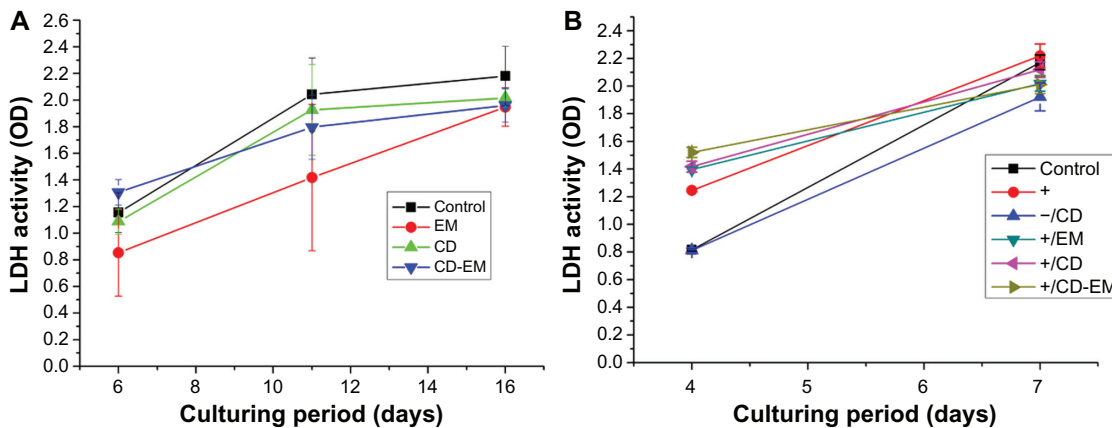 A
LDH activity (OD)
2.6
2.4
2.2
2.0
1.8
1.6
1.4
1.2
1.0
0.8
0.6
0.4
0.2
0.0
6
8
10
12
14
16
Culturing period (days)
Control
EM
CD
CD-EM
B
LDH activity (OD)
2.4
2.2
2.0
1.8
1.6
1.4
1.2
1.0
0.8
0.6
0.4
0.2
0.0
4
5
6
7
Culturing period (days)
Control
+
−/CD
+/EM
+/CD
+/CD-EM